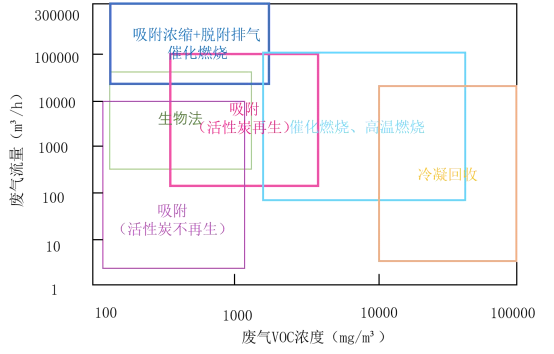 300000
100000
10000
1000
100
10
1
废气流量（m³/h）
吸附浓缩+脱附排气
催化燃烧
生物法
吸附
（活性炭再生）
催化燃烧、高温燃烧
冷凝回收
吸附
（活性炭不再生）
100
1000
10000
100000
废气VOC浓度（mg/m³）